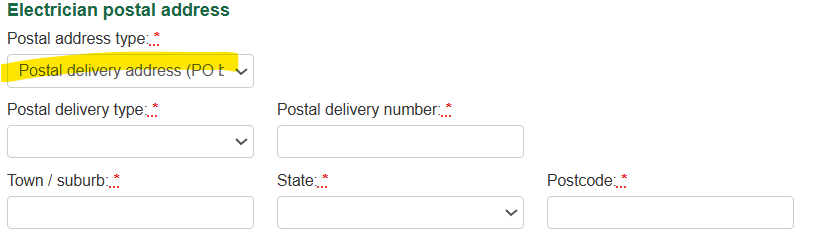 Electrician postal address
Postal address type: *
Postal delivery address (PO b
Postal delivery type: * Postal delivery number: *
Town / suburb: * State: * Postcode: *